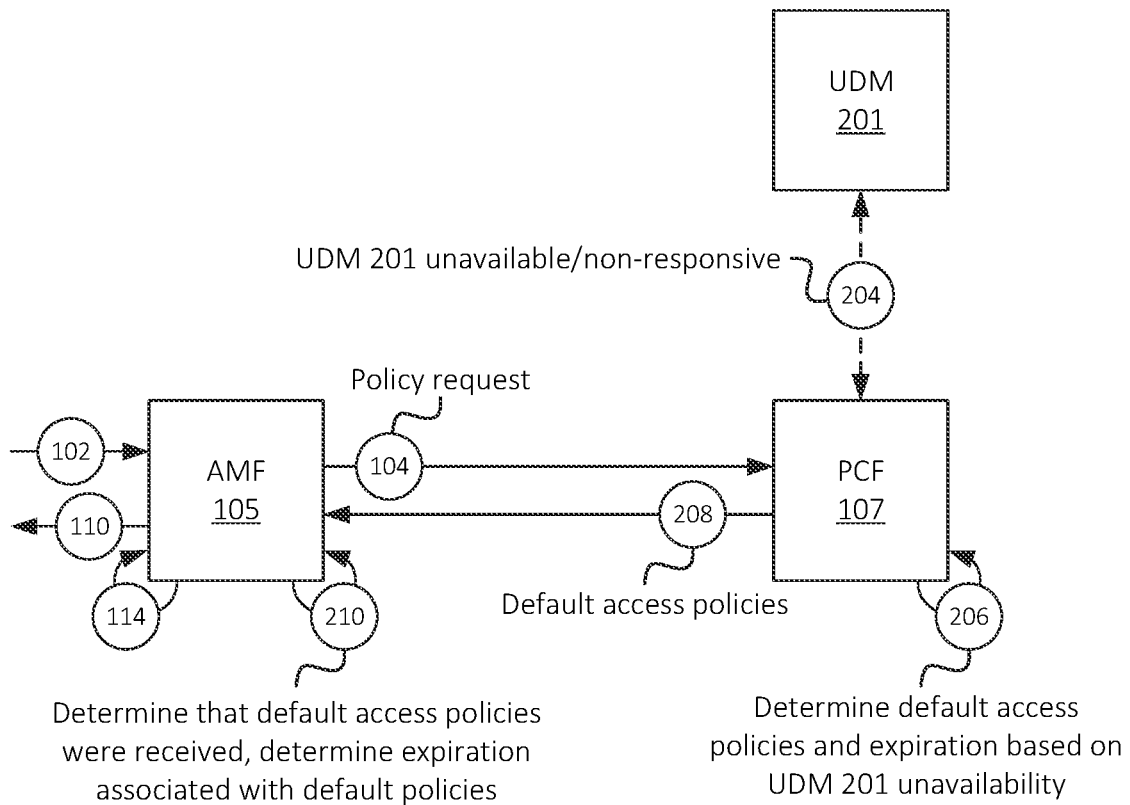 UDM
201
UDM 201 unavailable/non-responsive
204
Policy request
102
AMF
105
104
PCF
107
110
208
114
210
Default access policies
206
Determine that default access policies
were received, determine expiration
associated with default policies
Determine default access
policies and expiration based on
UDM 201 unavailability